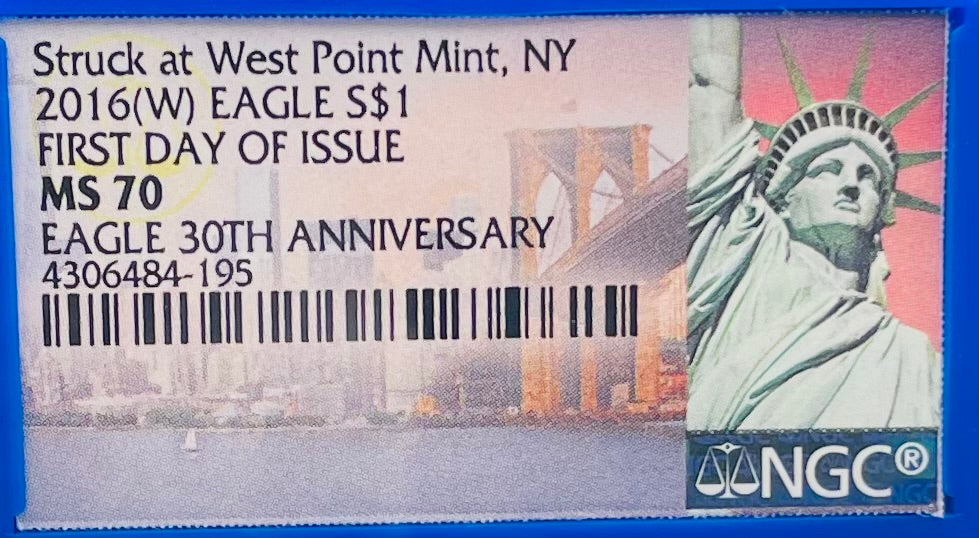 Struck at West Point Mint, NY
2016(W) EAGLE S$1
FIRST DAY OF ISSUE
MS 70
EAGLE 30TH ANNIVERSARY
4306484-195
NGC®